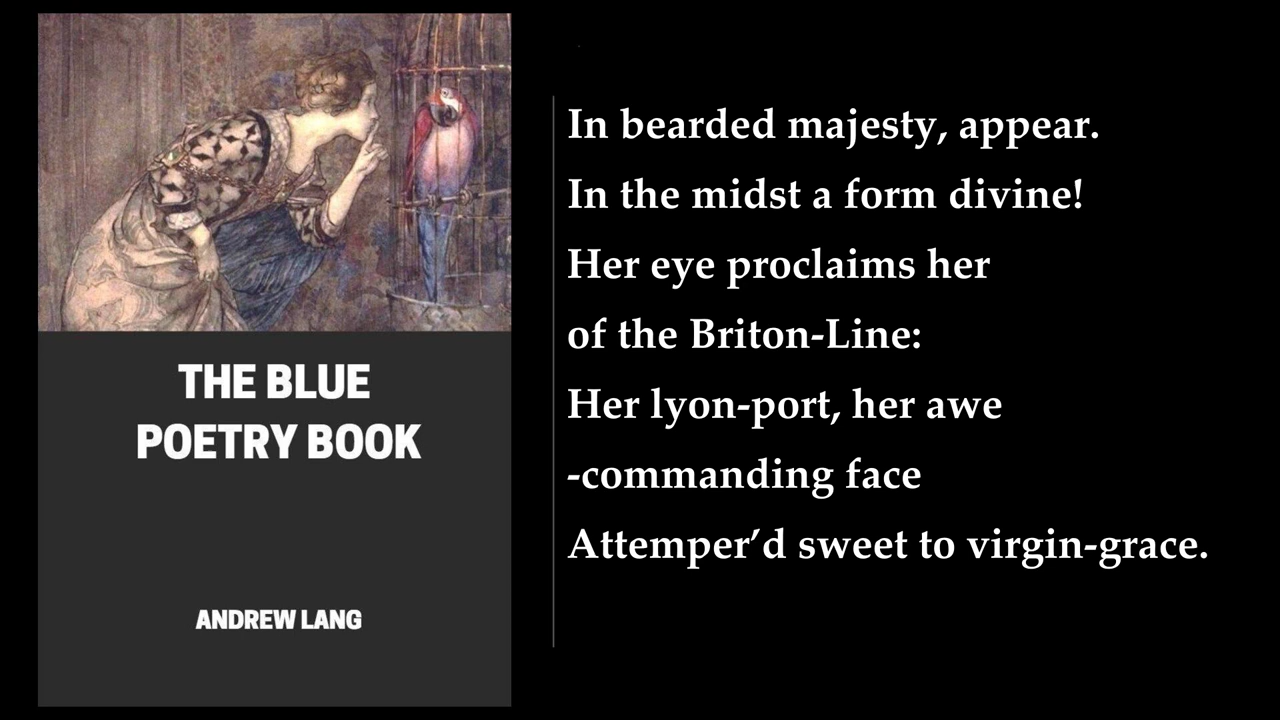 THE BLUE
POETRY BOOK
ANDREW LANG
In bearded majesty, appear.
In the midst a form divine!
Her eye proclaims her
of the Briton-Line:
Her lyon-port, her awe
-commanding face
Attemper’d sweet to virgin-grace.